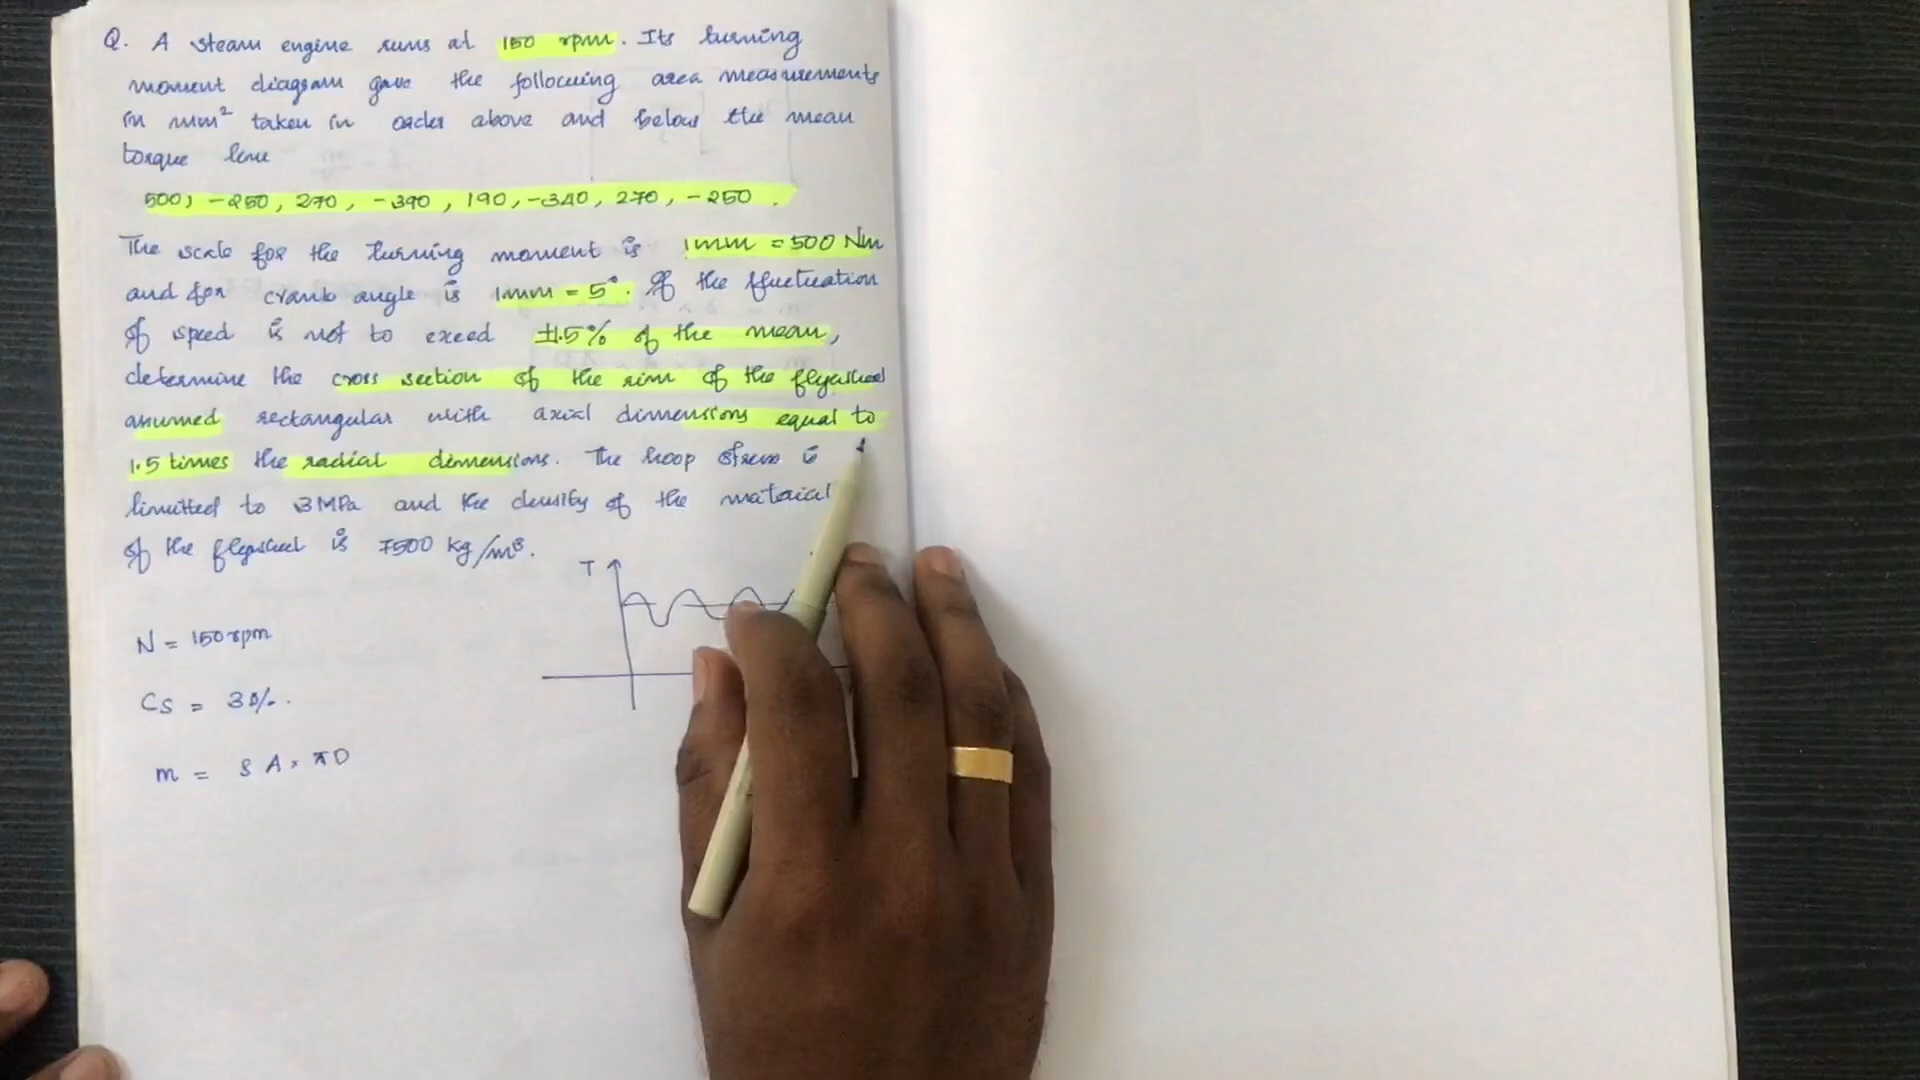 Q. A steam engine runs at 150 rpm. Its turning
moment diagram gave the following area measurements
in mm² taken in order above and below the mean
torque line
500, -250, 270, -390, 190, -340, 270, -250.
The scale for the turning moment is 1mm = 500 Nm
and for crank angle is 1mm = 5°. If the fluctuation
of speed is not to exceed ±1.5% of the mean,
determine the cross section of the rim of the flywheel
assumed rectangular with axial dimensions equal to
1.5 times the radial dimensions. The hoop stress is
limitted to 3MPa and the density of the material
of the flywheel is 7500 kg/m³.
T
N = 150 rpm
Cs = 3%.
m = ρ A × πD